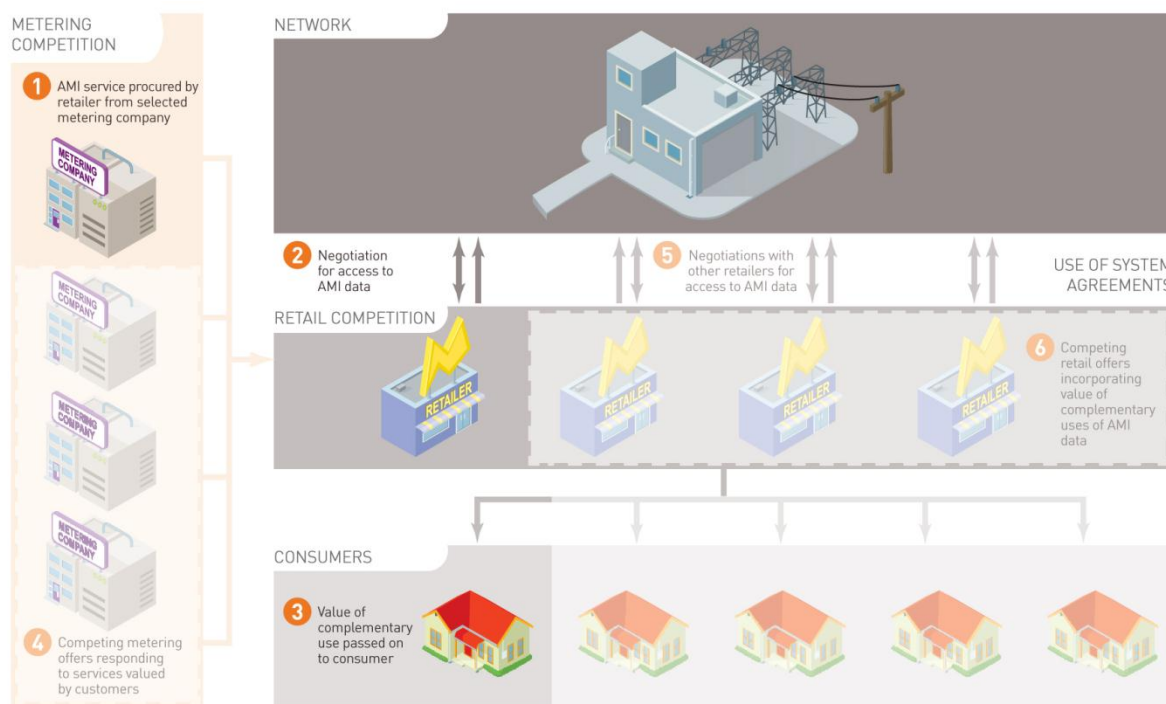 METERING
COMPETITION
1 AMI service procured by
retailer from selected
metering company
METERING
COMPANY
METERING
COMPANY
METERING
COMPANY
METERING
COMPANY
4 Competing metering
offers responding
to services valued
by customers
NETWORK
2 Negotiation
for access to
AMI data
5 Negotiations with
other retailers for
access to AMI data
USE OF SYSTEM
AGREEMENTS
RETAIL COMPETITION
RETAILER
RETAILER
RETAILER
RETAILER
6 Competing
retail offers
incorporating
value of
complementary
uses of AMI
data
CONSUMERS
3 Value of
complementary
use passed on
to consumer